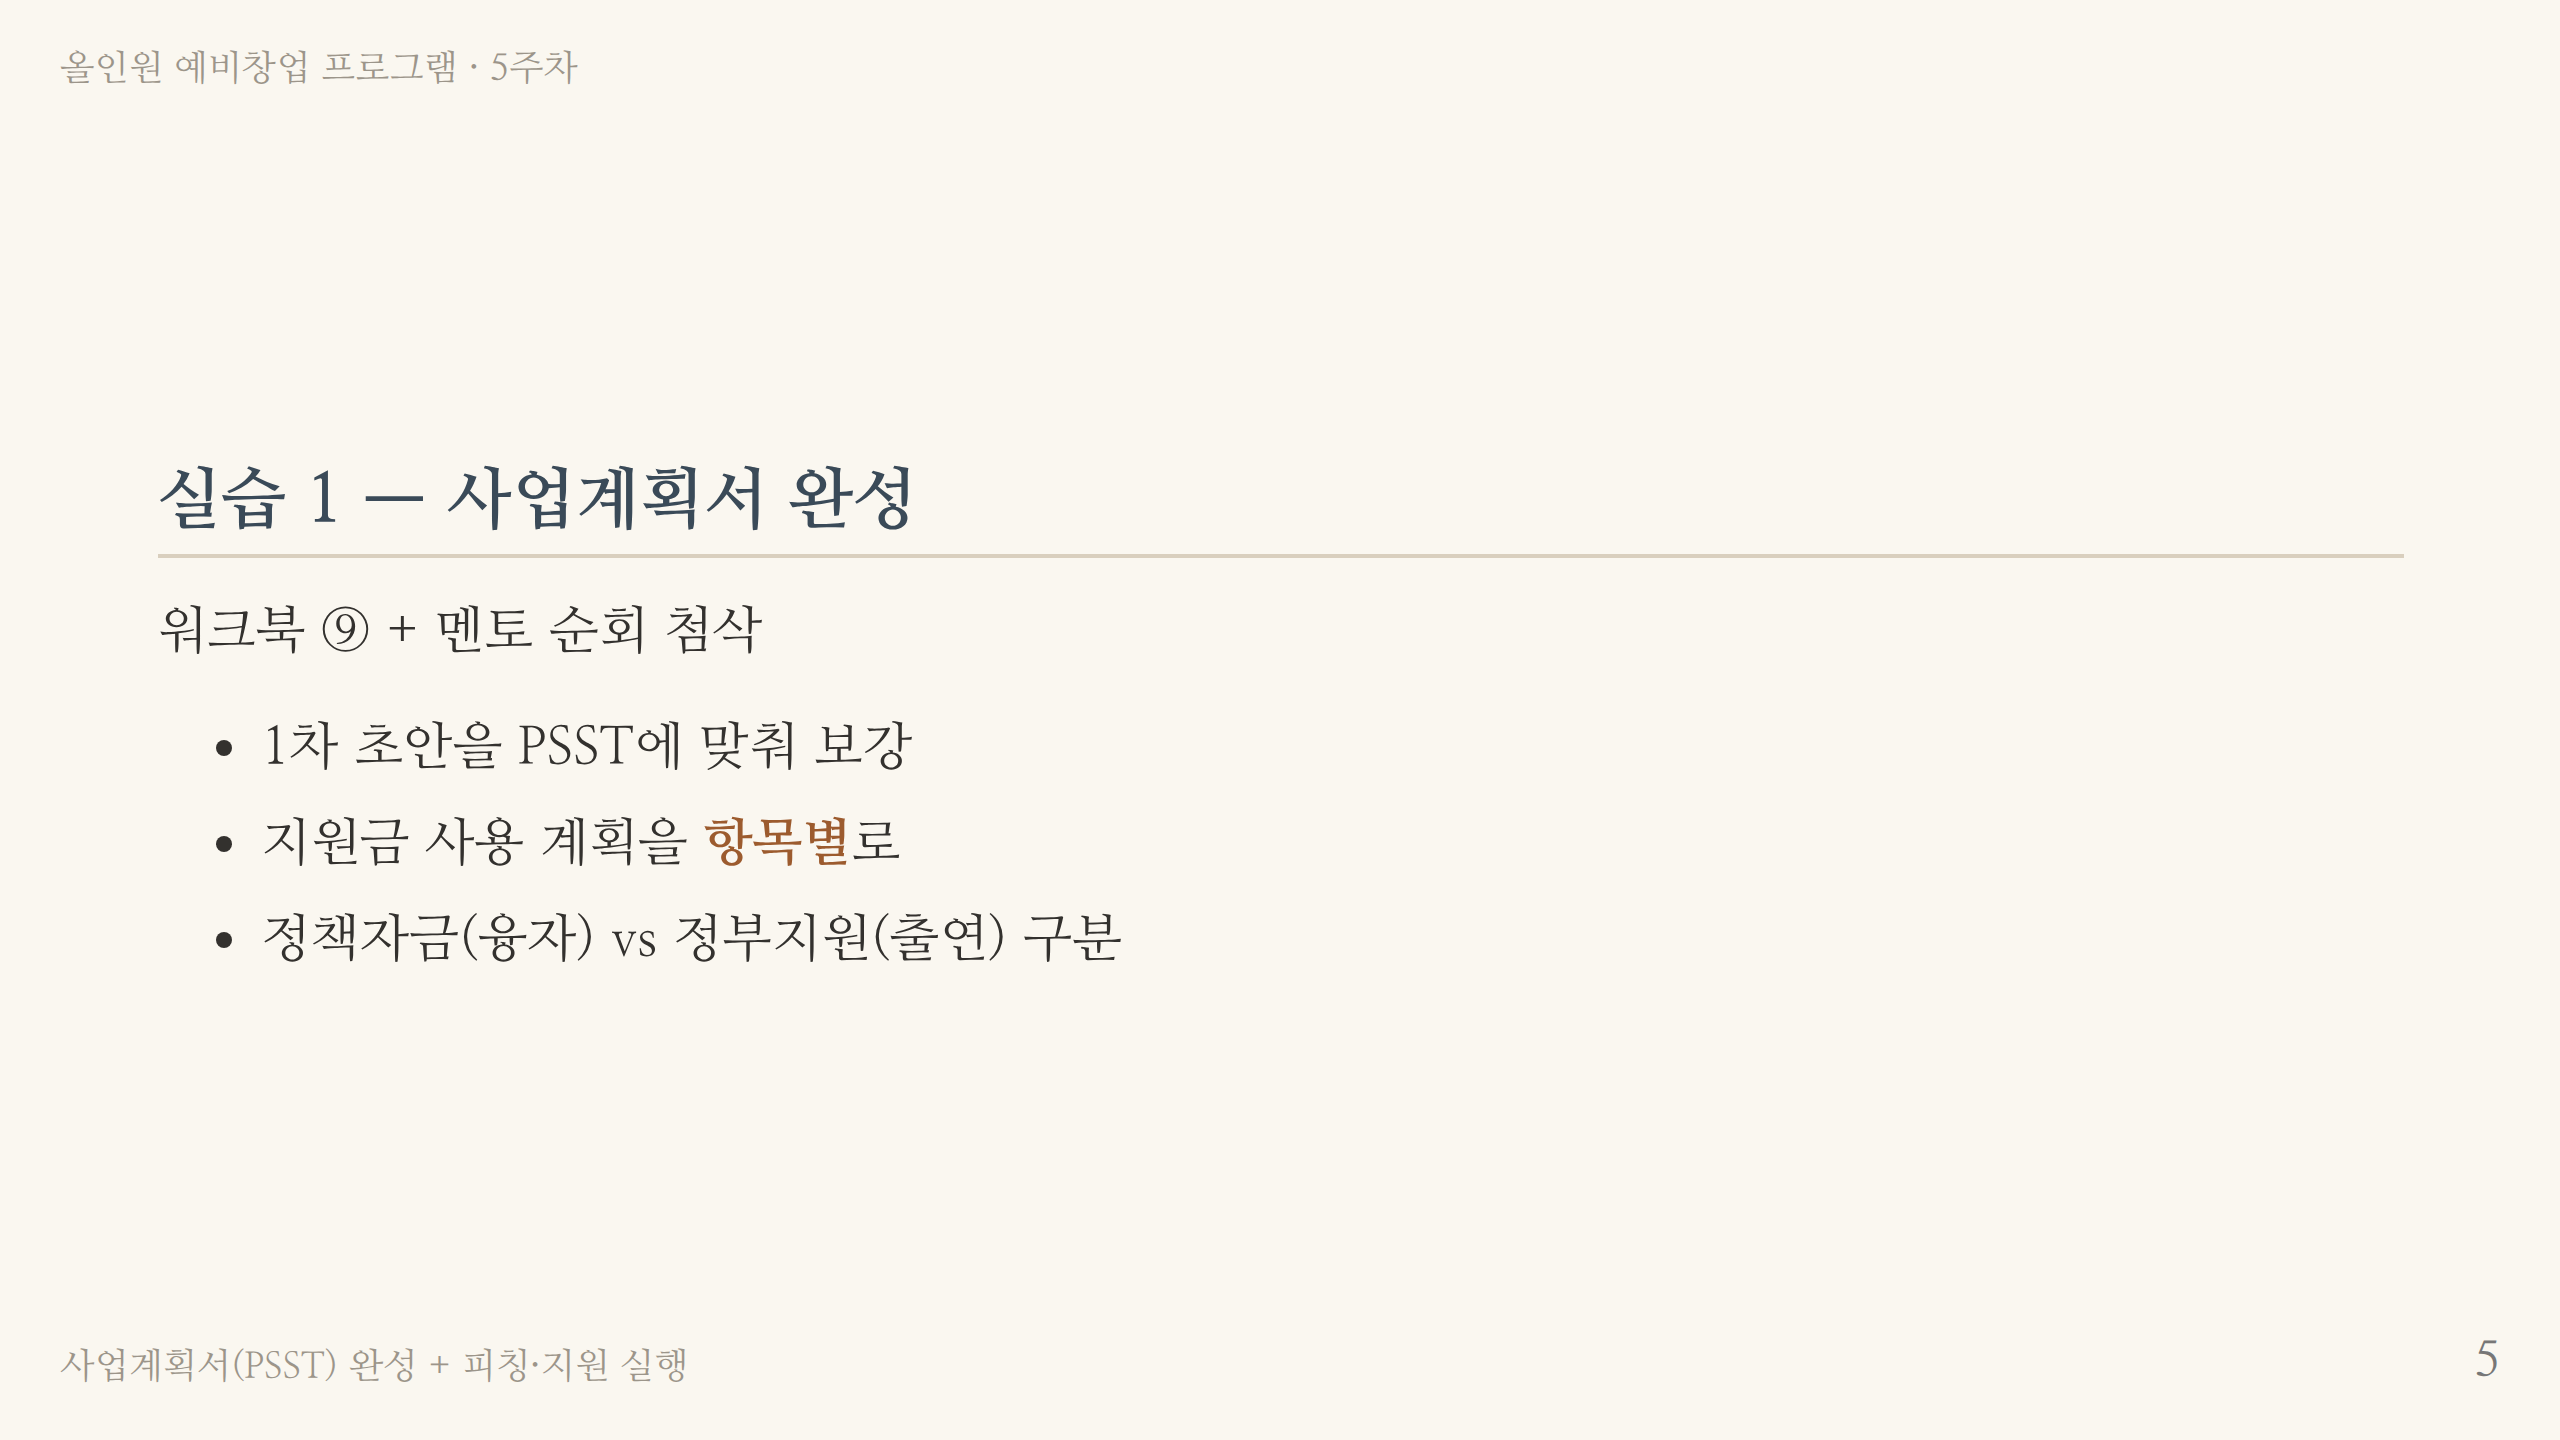 올인원 예비창업 프로그램 · 5주차
실습 1 — 사업계획서 완성
워크북 ⑨ + 멘토 순회 첨삭
• 1차 초안을 PSST에 맞춰 보강
• 지원금 사용 계획을 항목별로
• 정책자금(융자) vs 정부지원(출연) 구분
사업계획서(PSST) 완성 + 피칭·지원 실행
5